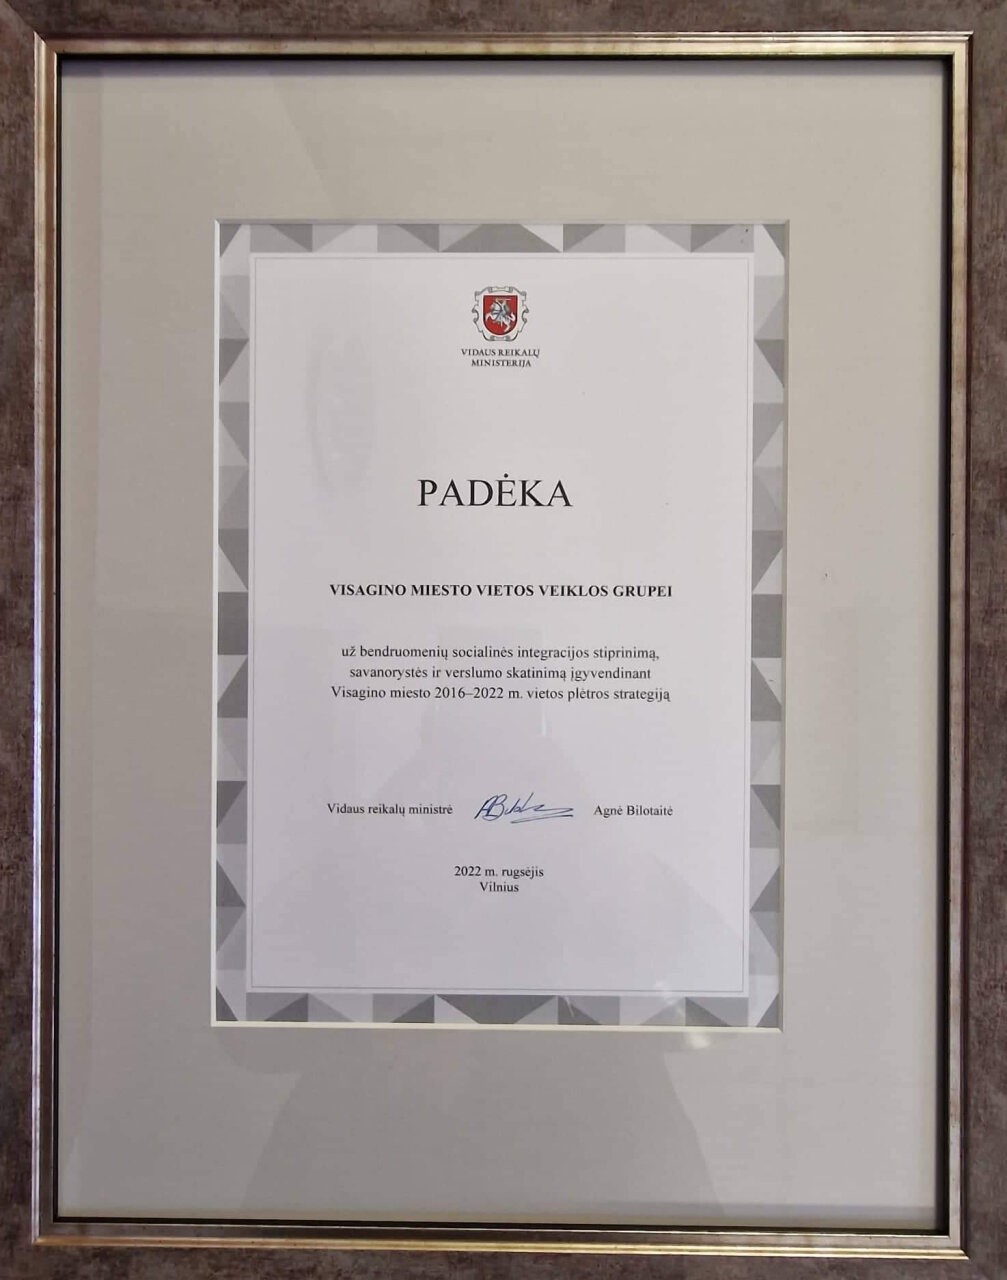 VIDAUS REIKALŲ
MINISTERIJA
PADĖKA
VISAGINO MIESTO VIETOS VEIKLOS GRUPEI
už bendruomenių socialinės integracijos stiprinimą,
savanorystės ir verslumo skatinimą įgyvendinant
Visagino miesto 2016–2022 m. vietos plėtros strategiją
Vidaus reikalų ministrė Agnė Bilotaitė
2022 m. rugsėjis
Vilnius